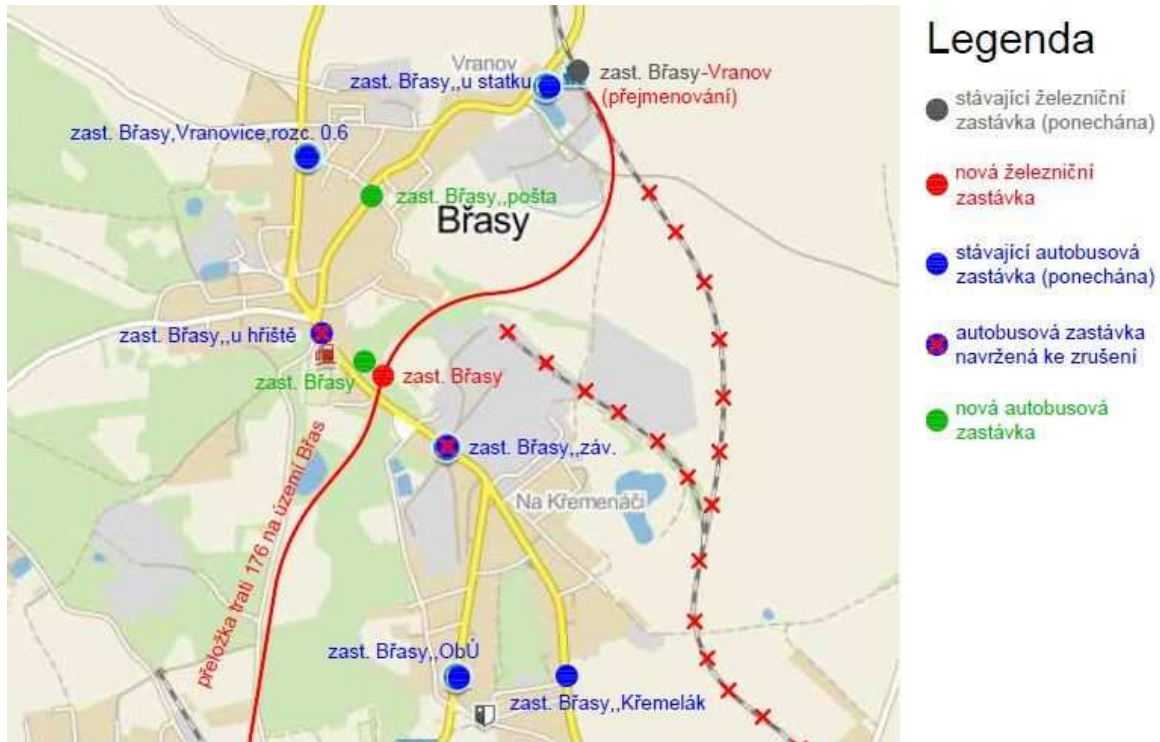 Vranov
zast. Břasy,,u statku
zast. Břasy-Vranov
(přejmenování)
zast. Břasy,Vranovice,rozc. 0.6
zast. Břasy,,pošta
Břasy
zast. Břasy,,u hřiště
zast. Břasy
zast. Břasy
zast. Břasy,,záv.
Na Křemenáči
přeložka trati 176 na území Břas
zast. Břasy,,ObÚ
zast. Břasy,,Křemelák
Legenda
stávající železniční
zastávka (ponechána)
nová železniční
zastávka
stávající autobusová
zastávka (ponechána)
autobusová zastávka
navržená ke zrušení
nová autobusová
zastávka